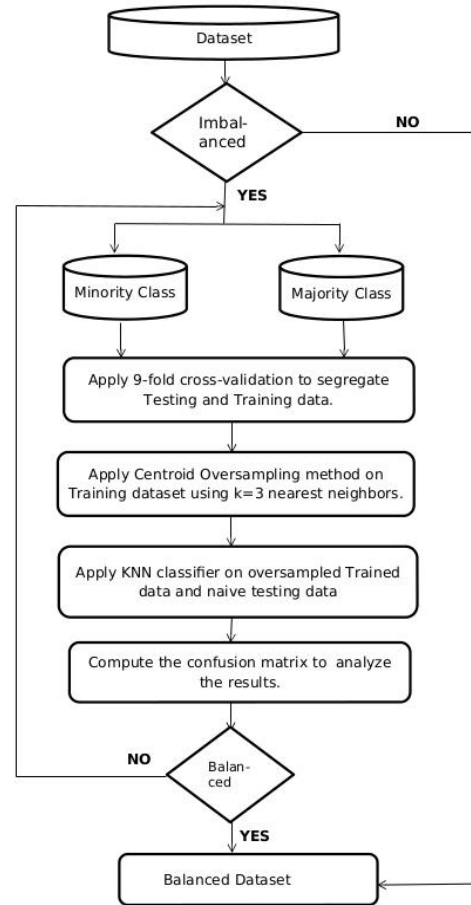 Dataset
Imbal-
anced
NO
YES
Minority Class
Majority Class
Apply 9-fold cross-validation to segregate
Testing and Training data.
Apply Centroid Oversampling method on
Training dataset using k=3 nearest neighbors.
Apply KNN classifier on oversampled Trained
data and naive testing data
Compute the confusion matrix to analyze
the results.
NO
Balan-
ced
YES
Balanced Dataset